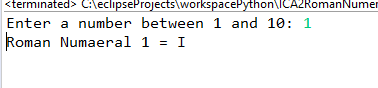 <terminated> C:\eclipseProjects\workspacePython\ICA2RomanNumer
Enter a number between 1 and 10: 1
Roman Numaeral 1 = I